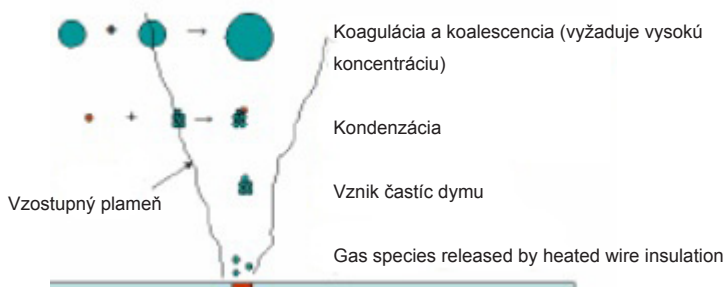 Koagulácia a koalescencia (vyžaduje vysokú
koncentráciu)
Kondenzácia
Vznik častíc dymu
Vzostupný plameň
Gas species released by heated wire insulation